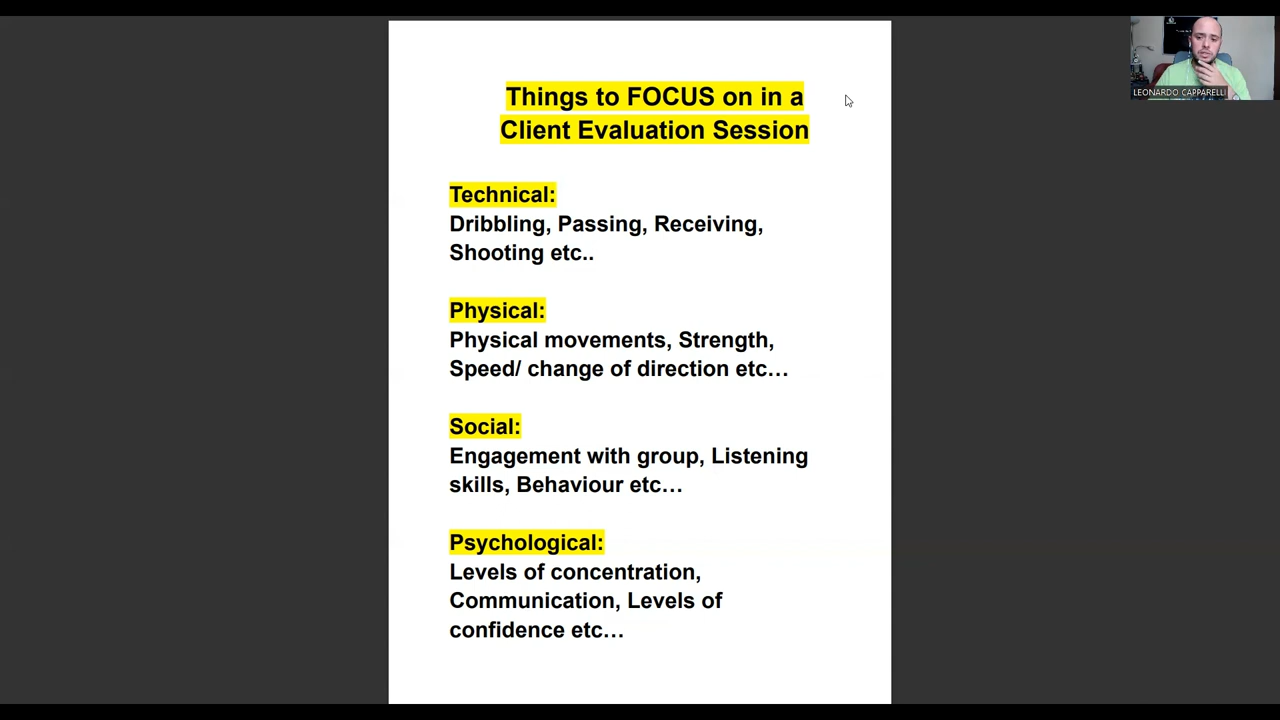 Things to FOCUS on in a
Client Evaluation Session
Technical:
Dribbling, Passing, Receiving,
Shooting etc..
Physical:
Physical movements, Strength,
Speed/ change of direction etc…
Social:
Engagement with group, Listening
skills, Behaviour etc…
Psychological:
Levels of concentration,
Communication, Levels of
confidence etc…
LEONARDO CAPPARELLI